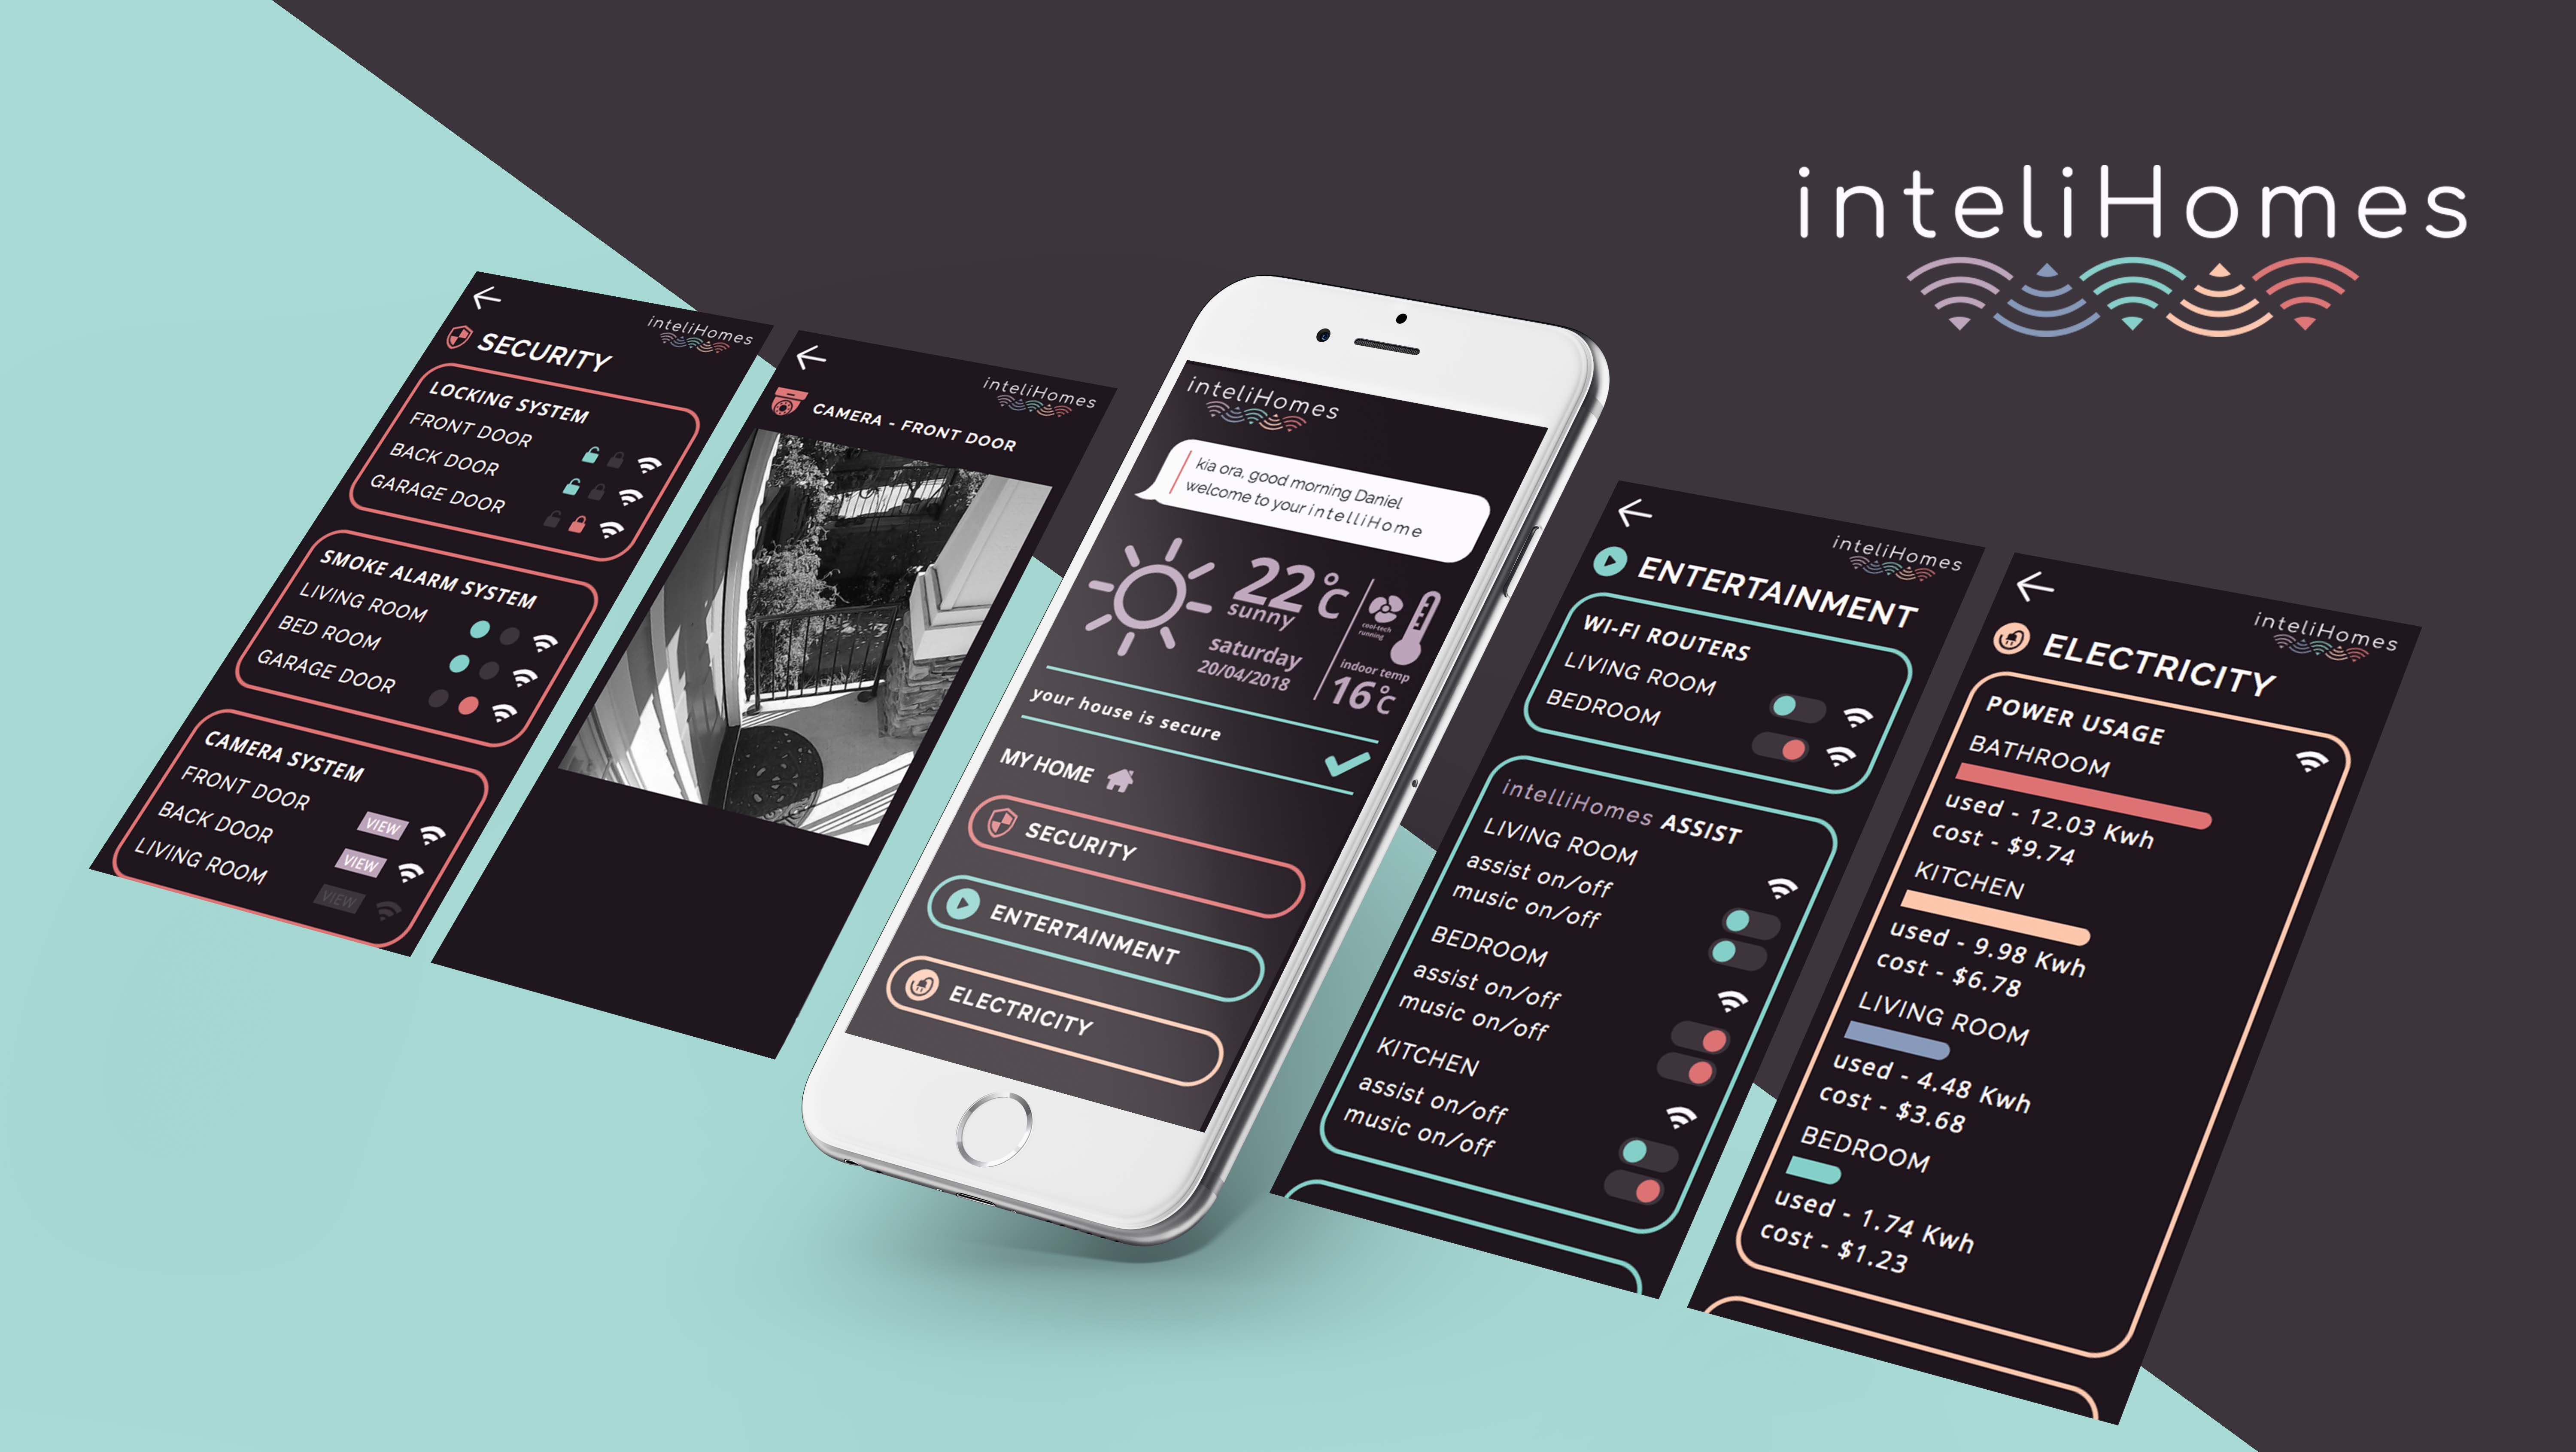 inteliHomes
inteliHomes
SECURITY
LOCKING SYSTEM
FRONT DOOR
BACK DOOR
GARAGE DOOR
SMOKE ALARM SYSTEM
LIVING ROOM
BED ROOM
GARAGE DOOR
CAMERA SYSTEM
FRONT DOOR
VIEW
BACK DOOR
VIEW
LIVING ROOM
VIEW
inteliHomes
CAMERA - FRONT DOOR
inteliHomes
kia ora, good morning Daniel
welcome to your intelliHome
22°C
sunny
saturday
20/04/2018
cool-tech
running
indoor temp
16°C
your house is secure
MY HOME
SECURITY
ENTERTAINMENT
ELECTRICITY
inteliHomes
ENTERTAINMENT
WI-FI ROUTERS
LIVING ROOM
BEDROOM
intelliHomes ASSIST
LIVING ROOM
assist on/off
music on/off
BEDROOM
assist on/off
music on/off
KITCHEN
assist on/off
music on/off
inteliHomes
ELECTRICITY
POWER USAGE
BATHROOM
used - 12.03 Kwh
cost - $9.74
KITCHEN
used - 9.98 Kwh
cost - $6.78
LIVING ROOM
used - 4.48 Kwh
cost - $3.68
BEDROOM
used - 1.74 Kwh
cost - $1.23